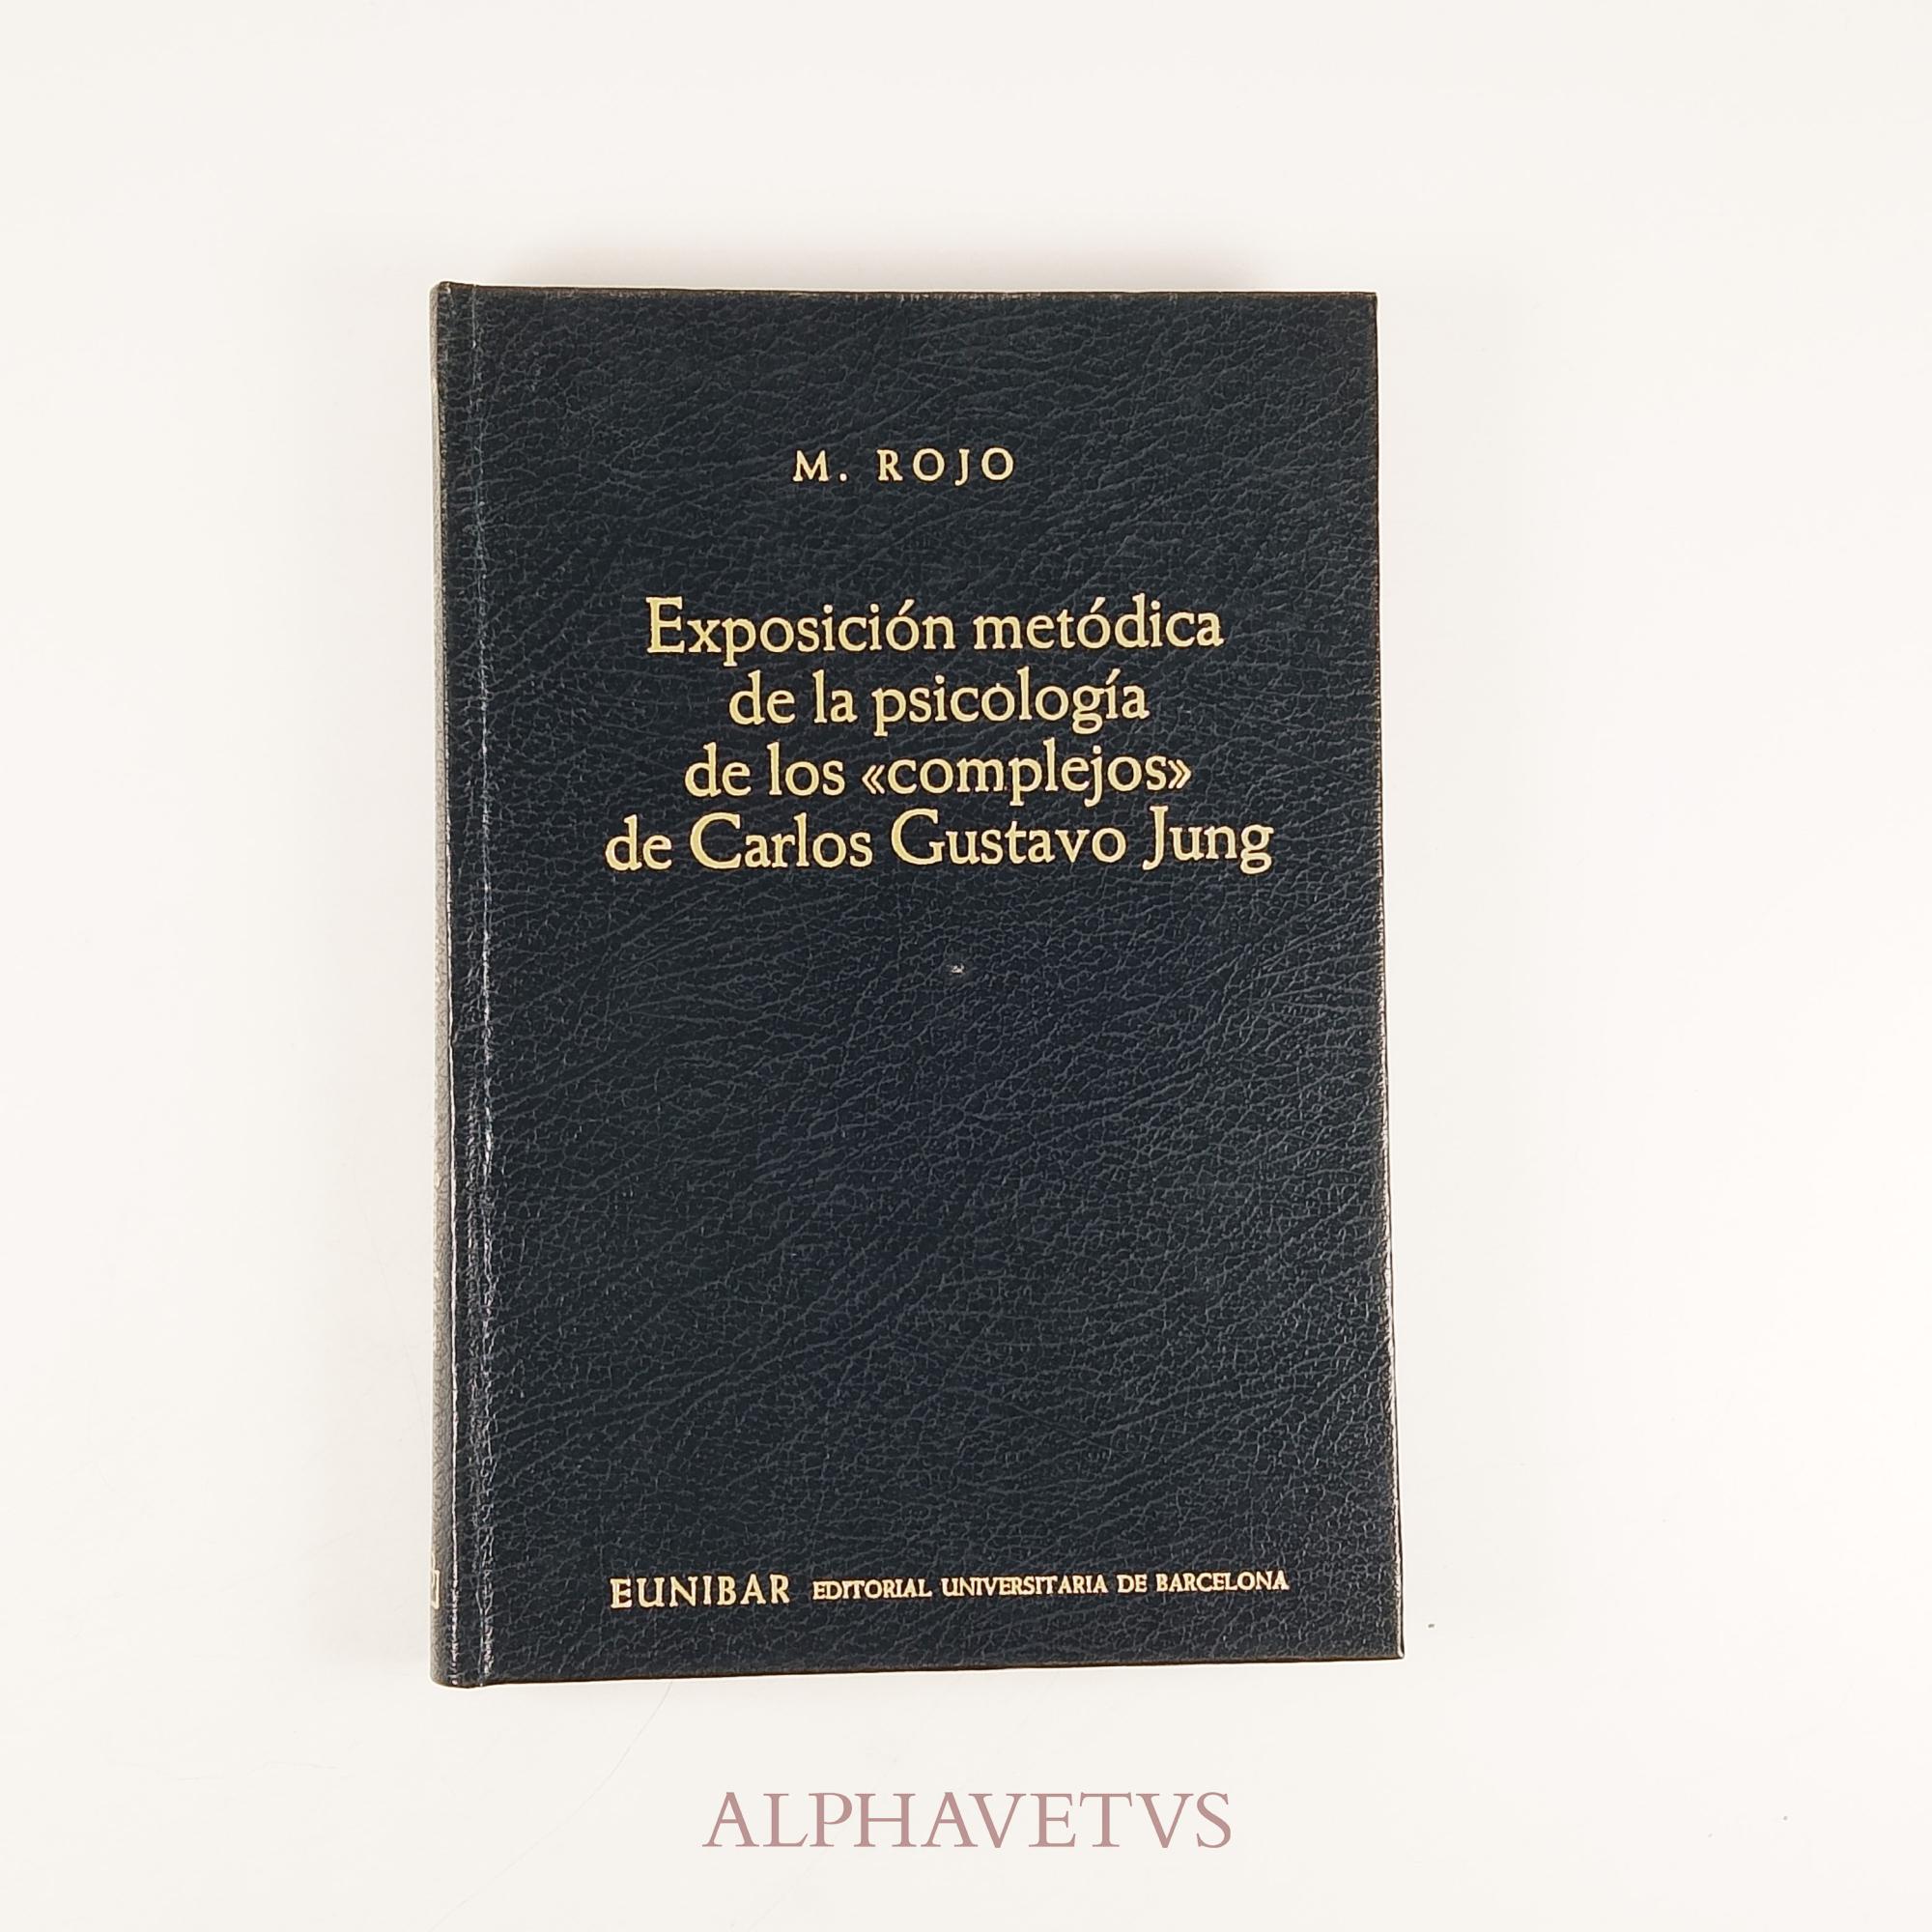 M. ROJO
Exposición metódica
de la psicología
de los «complejos»
de Carlos Gustavo Jung
EUNIBAR EDITORIAL UNIVERSITARIA DE BARCELONA
ALPHAVETVS